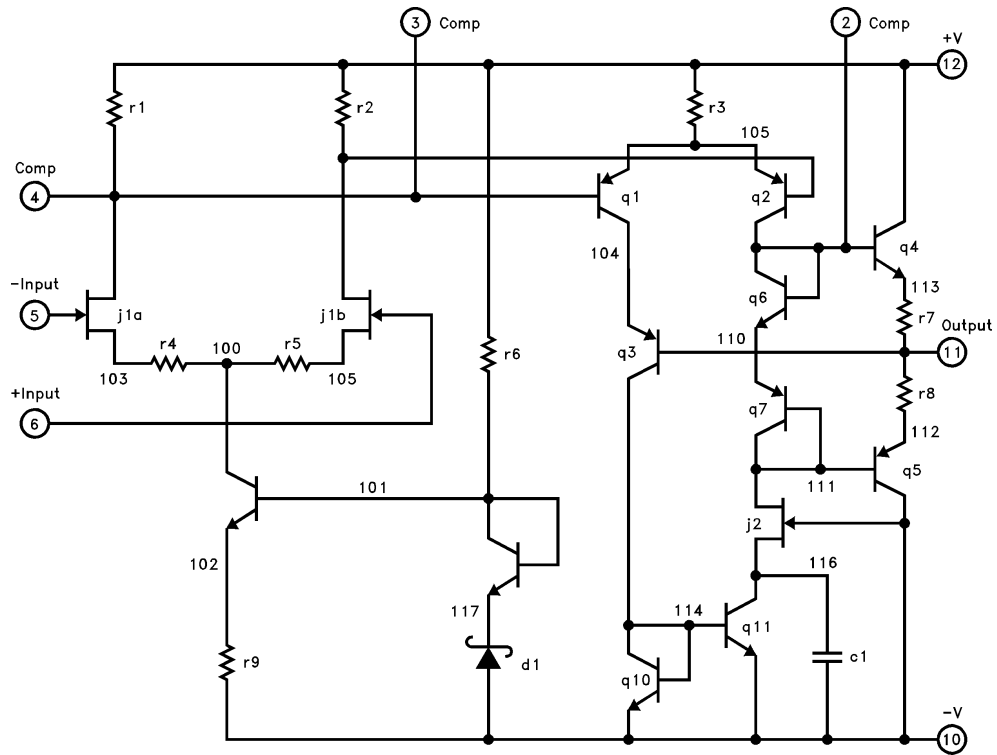 3 Comp
2 Comp
+V
12
r1
r2
r3
105
Comp
4
q1
q2
104
q4
-Input
5
j1a
j1b
q6
113
r7
Output
11
r4
100
r5
r6
q3
110
103
105
+Input
6
q7
r8
112
101
111
q5
j2
102
116
117
114
q11
r9
d1
q10
c1
-V
10